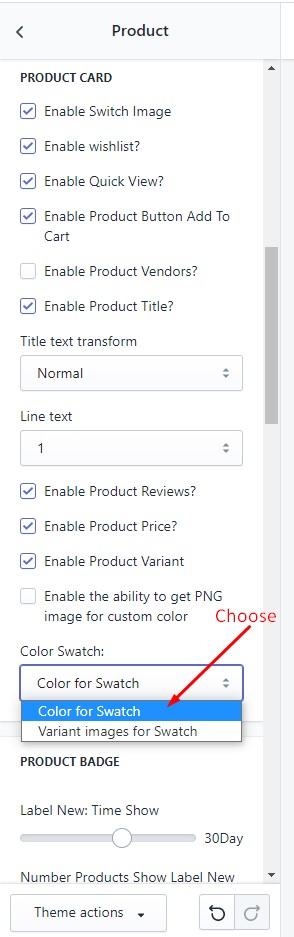 Product
PRODUCT CARD
Enable Switch Image
Enable wishlist?
Enable Quick View?
Enable Product Button Add To
Cart
Enable Product Vendors?
Enable Product Title?
Title text transform
Normal
Line text
1
Enable Product Reviews?
Enable Product Price?
Enable Product Variant
Enable the ability to get PNG
image for custom color
Choose
Color Swatch:
Color for Swatch
Color for Swatch
Variant images for Swatch
PRODUCT BADGE
Label New: Time Show
30Day
Number Products Show Label New
Theme actions